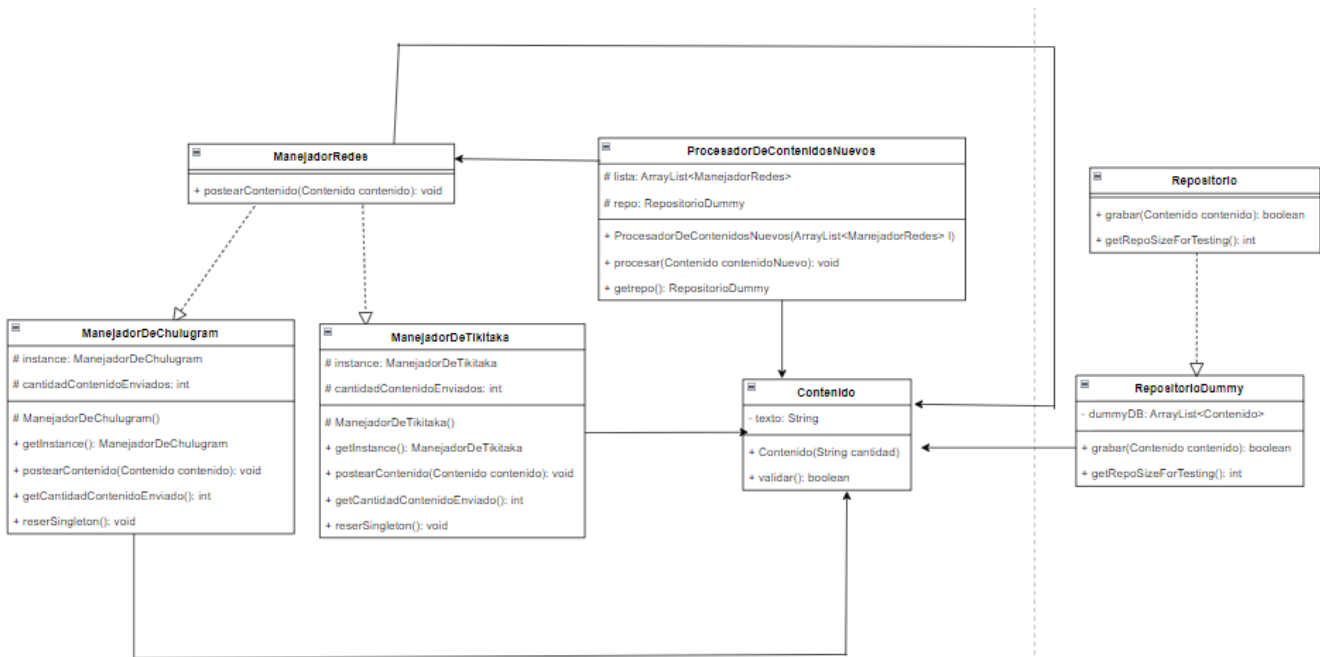 ManejadorRedes
+ postearContenido(Contenido contenido): void
ProcesadorDeContenidosNuevos
# lista: ArrayList<ManejadorRedes>
# repo: RepositorioDummy
+ ProcesadorDeContenidosNuevos(ArrayList<ManejadorRedes> l)
+ procesar(Contenido contenidoNuevo): void
+ getrepo(): RepositorioDummy
Repositorio
+ grabar(Contenido contenido): boolean
+ getRepoSizeForTesting(): int
ManejadorDeChulugram
# instance: ManejadorDeChulugram
# cantidadContenidoEnviados: int
# ManejadorDeChulugram()
+ getInstance(): ManejadorDeChulugram
+ postearContenido(Contenido contenido): void
+ getCantidadContenidoEnviado(): int
+ reserSingleton(): void
ManejadorDeTikitaka
# instance: ManejadorDeTikitaka
# cantidadContenidoEnviados: int
# ManejadorDeTikitaka()
+ getInstance(): ManejadorDeTikitaka
+ postearContenido(Contenido contenido): void
+ getCantidadContenidoEnviado(): int
+ reserSingleton(): void
Contenido
- texto: String
+ Contenido(String cantidad)
+ validar(): boolean
RepositorioDummy
- dummyDB: ArrayList<Contenido>
+ grabar(Contenido contenido): boolean
+ getRepoSizeForTesting(): int